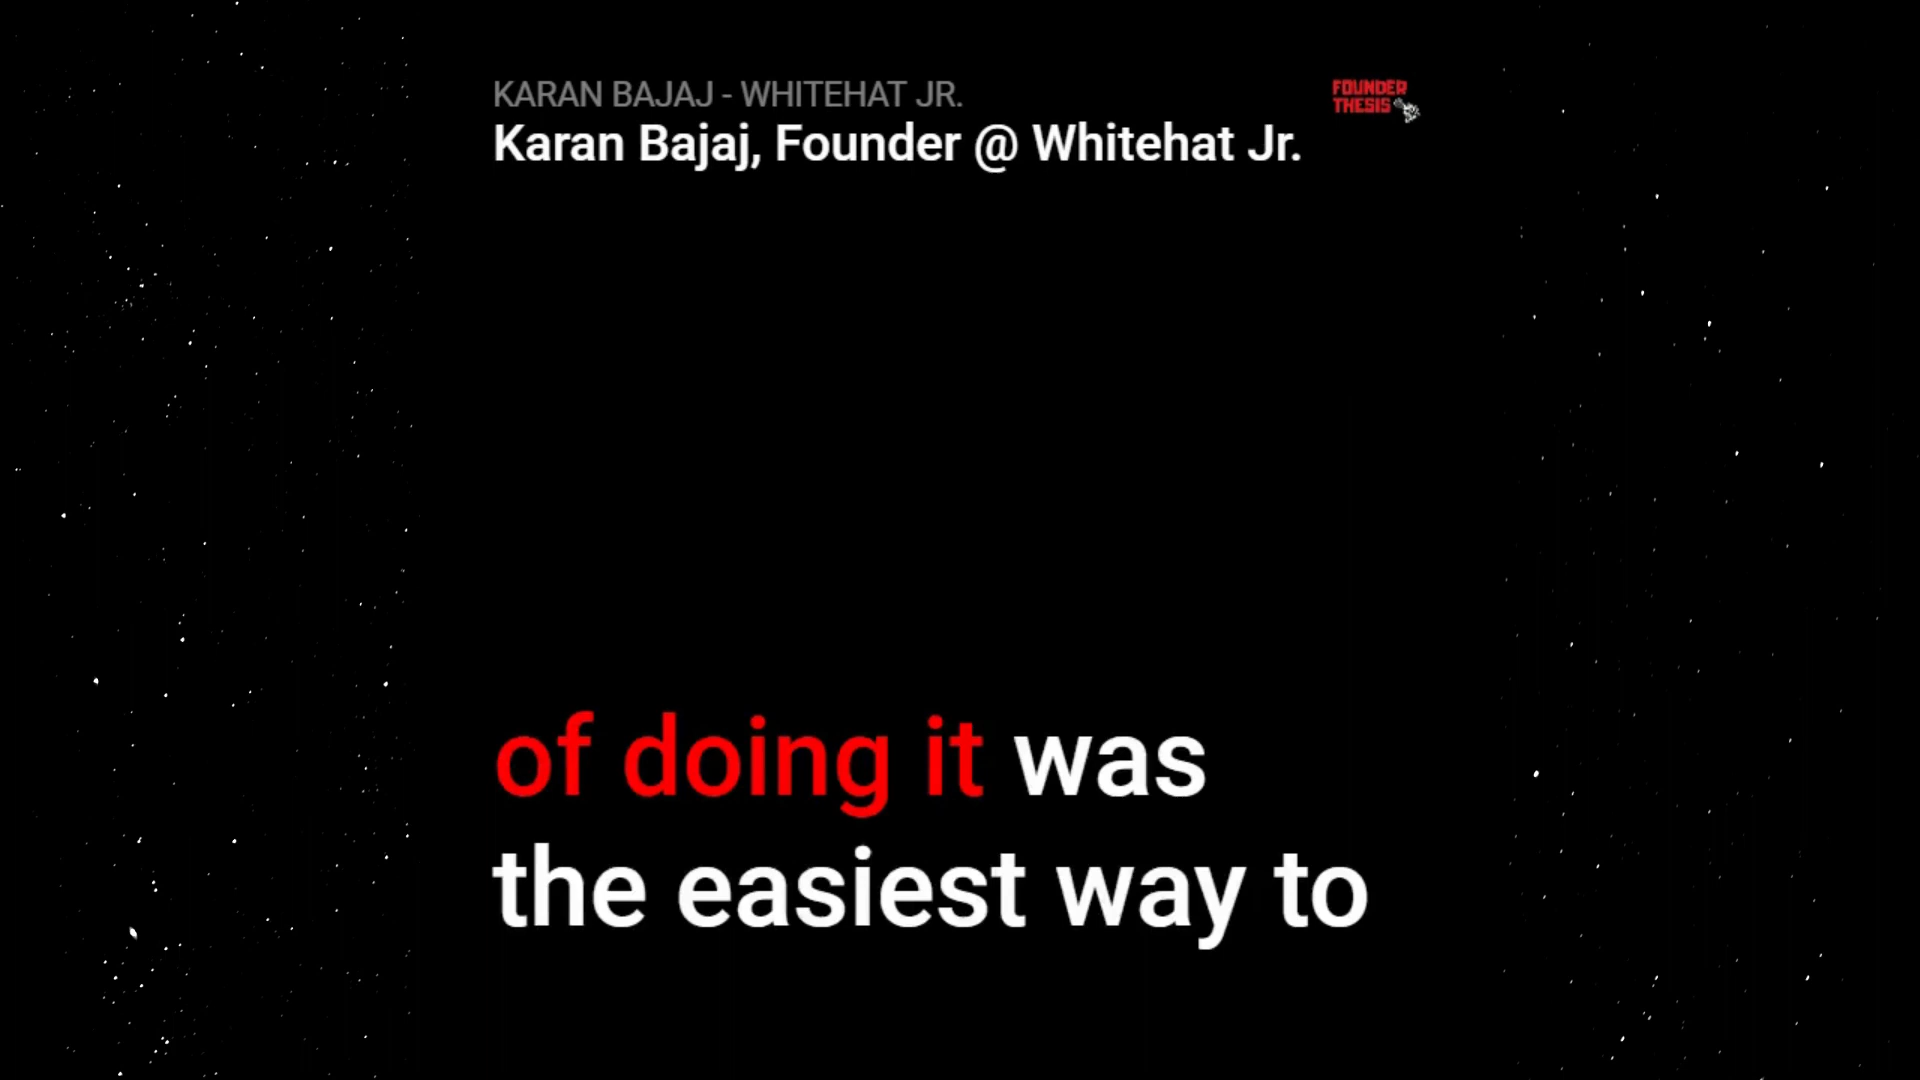 KARAN BAJAJ - WHITEHAT JR.
Karan Bajaj, Founder @ Whitehat Jr.
FOUNDER
THESIS
of doing it was
the easiest way to